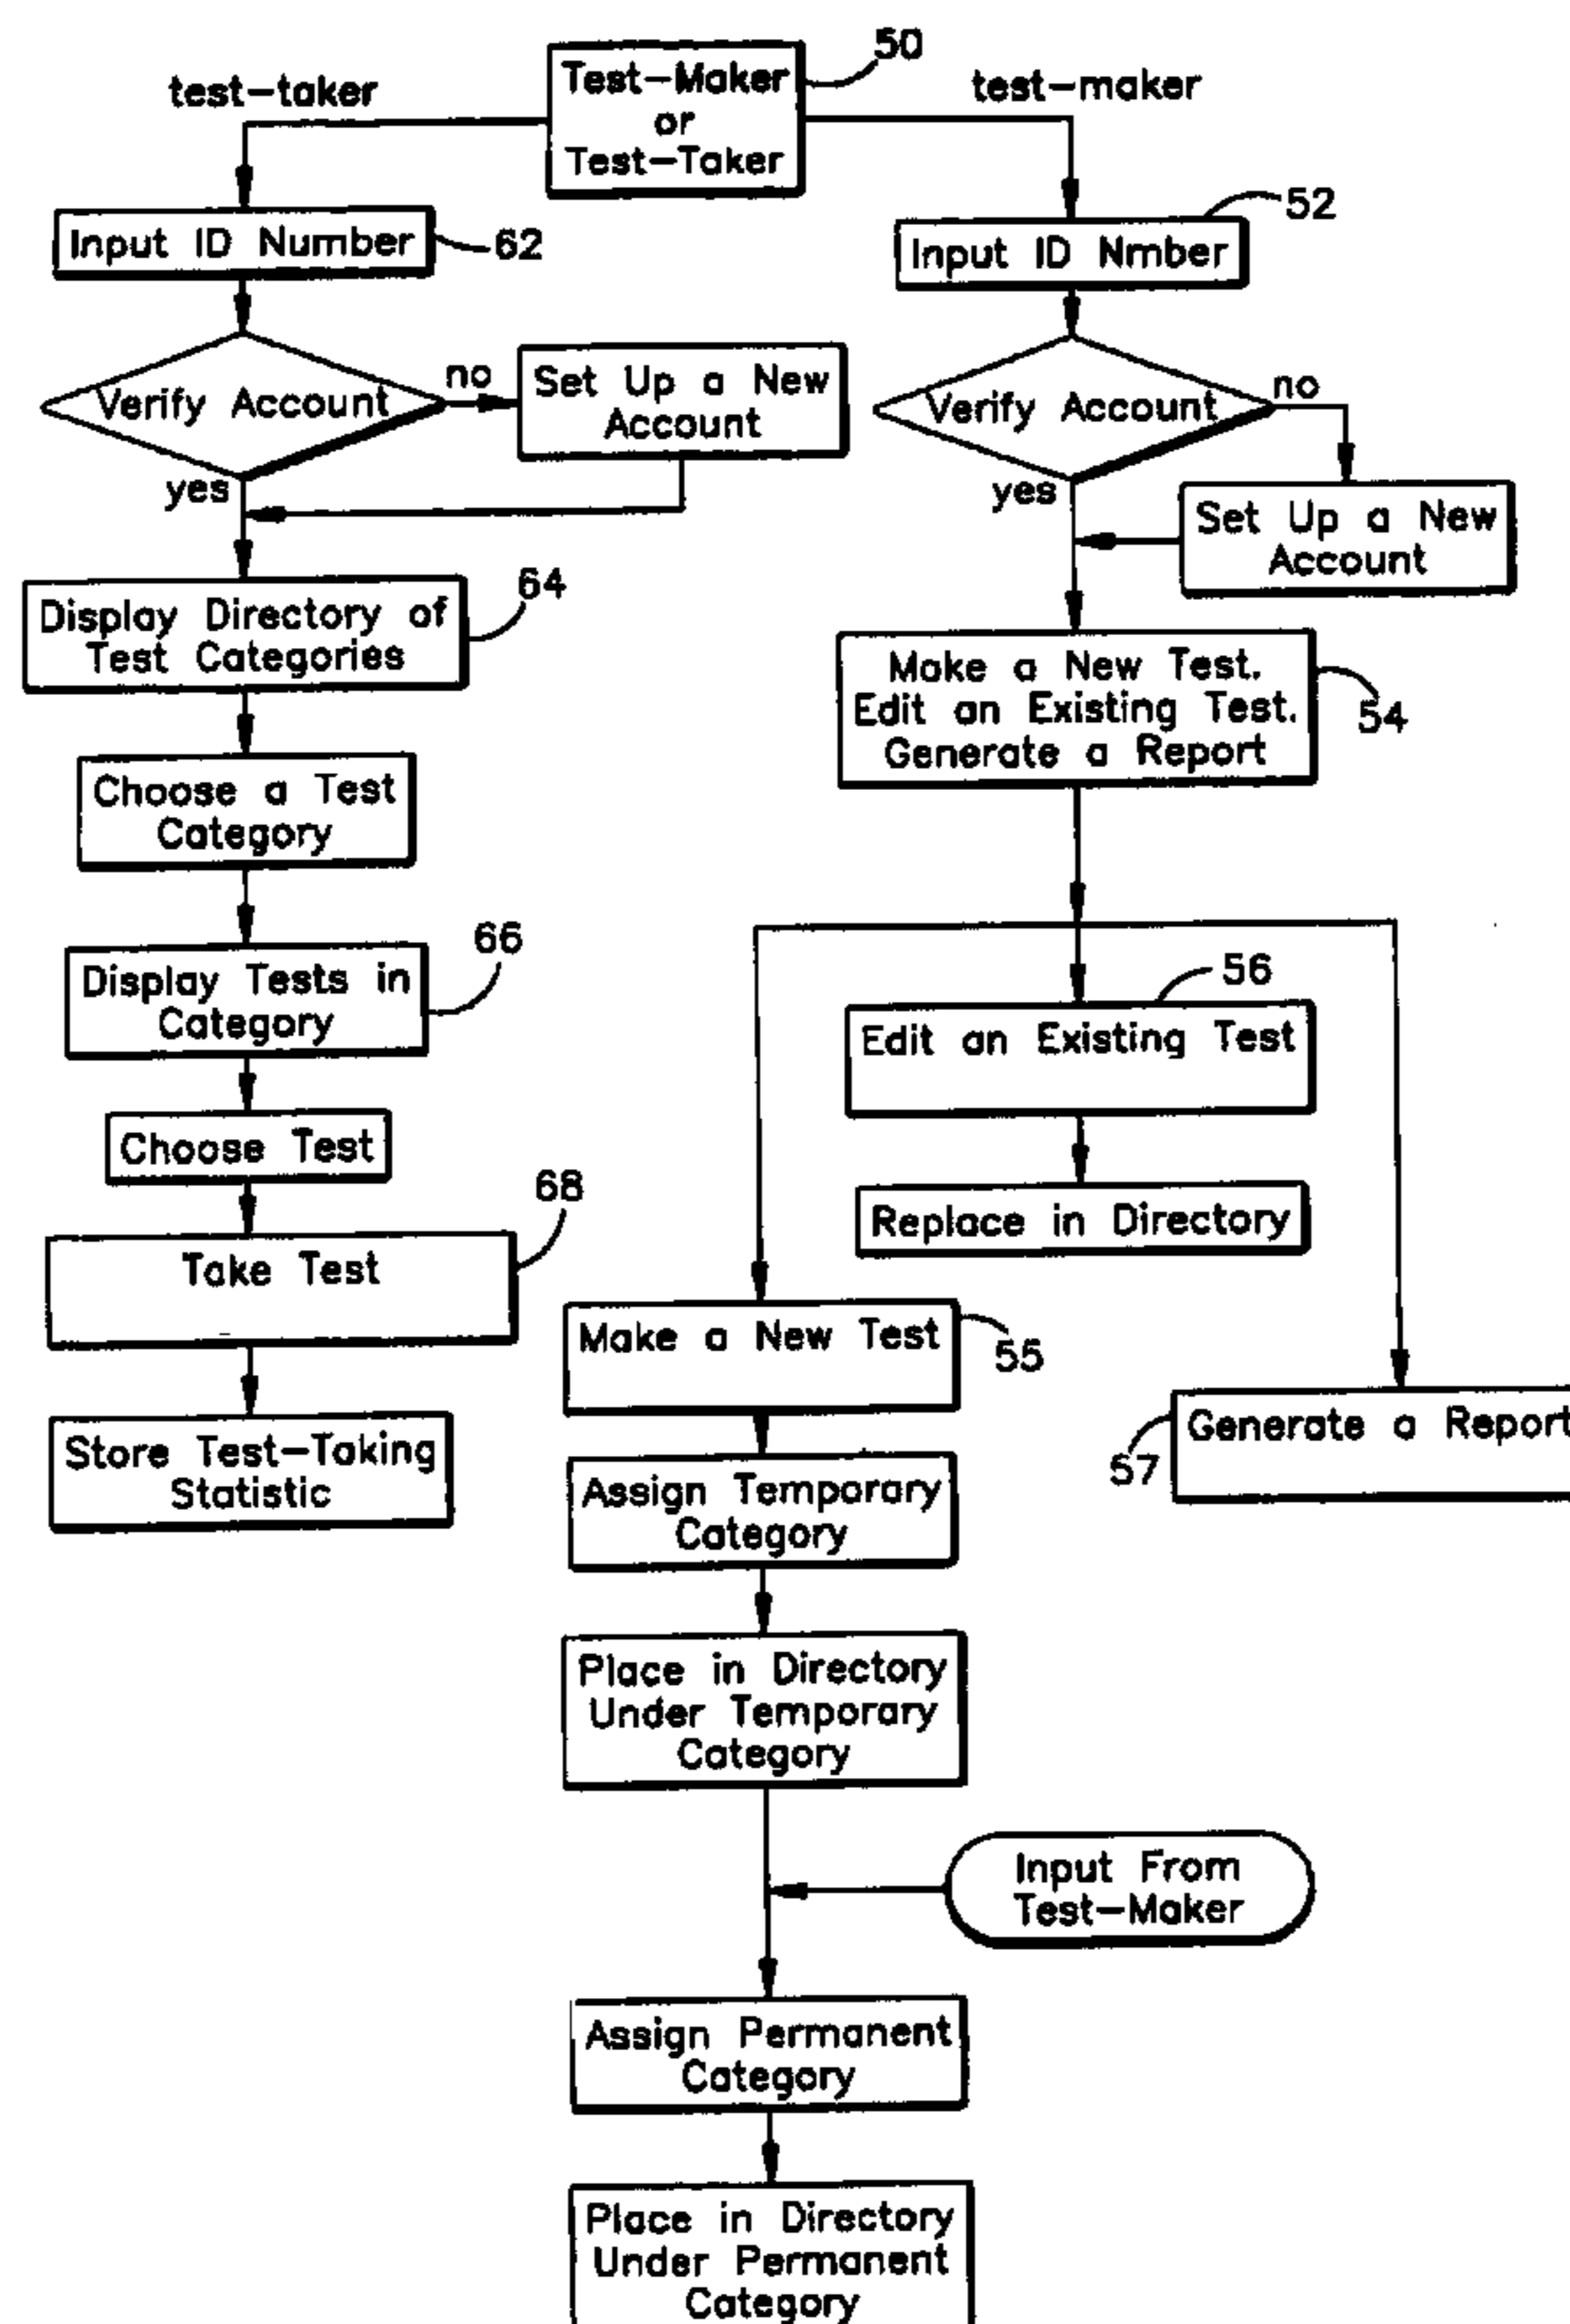 50
Test-Maker
or
Test-Taker
test-taker
test-maker
Input ID Number
62
52
Input ID Nmber
Verify Account
no
Set Up a New
Account
yes
Verify Account
no
yes
Set Up a New
Account
Display Directory of
Test Categories
64
Make a New Test.
Edit an Existing Test.
Generate a Report
54
Choose a Test
Category
Display Tests in
Category
66
56
Edit an Existing Test
Replace in Directory
Choose Test
Take Test
68
Make a New Test
55
Generate a Report
57
Store Test-Taking
Statistic
Assign Temporary
Category
Place in Directory
Under Temporary
Category
Input From
Test-Maker
Assign Permanent
Category
Place in Directory
Under Permanent
Category